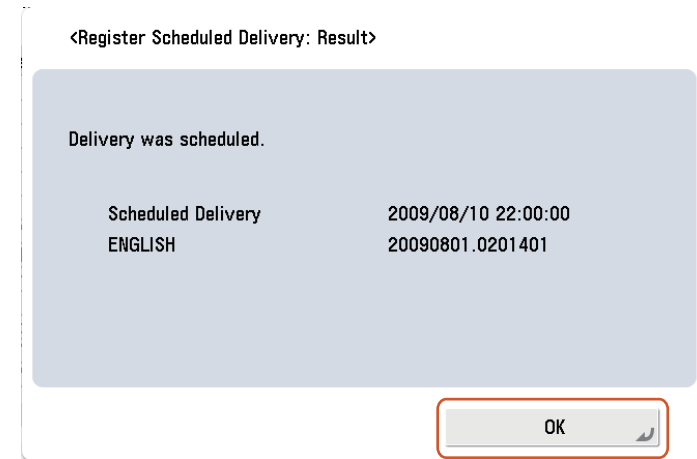 <Register Scheduled Delivery: Result>
Delivery was scheduled.
Scheduled Delivery 2009/08/10 22:00:00
ENGLISH 20090801.0201401
OK